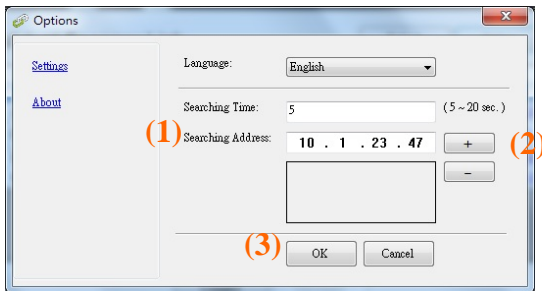 Options
Settings
About
Language:
English
Searching Time:
5
(5 ~ 20 sec.)
(1)
Searching Address:
10 . 1 . 23 . 47
+
(2)
−
(3)
OK
Cancel